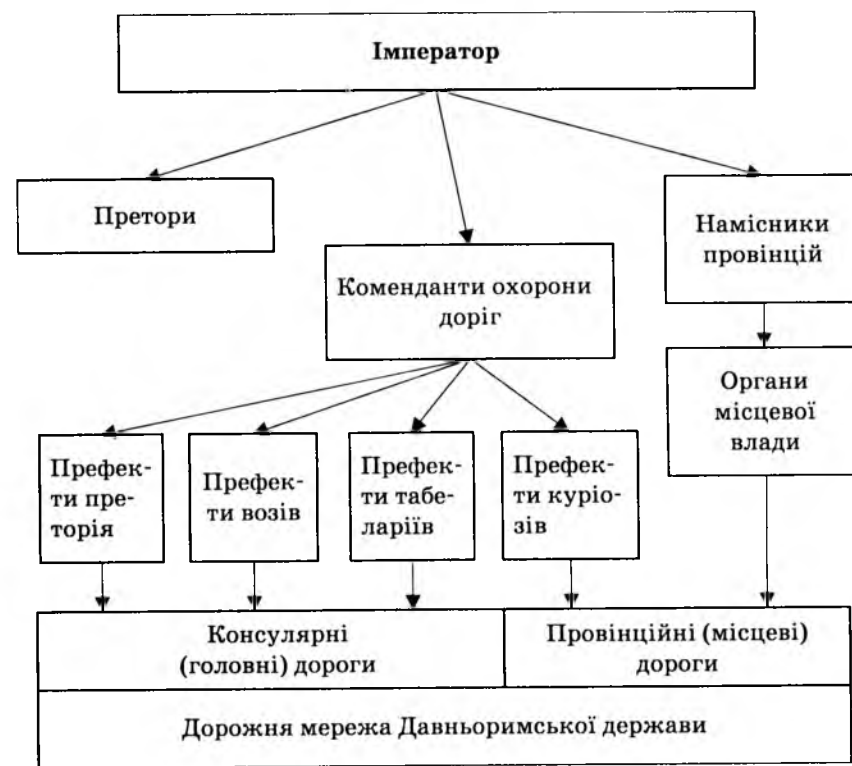 Імператор
Претори
Намісники
провінцій
Коменданти охорони
доріг
Органи
місцевої
влади
Префек-
ти пре-
торія
Префек-
ти возів
Префек-
ти табе-
ларіїв
Префек-
ти куріо-
зів
Консулярні
(головні) дороги
Провінційні (місцеві)
дороги
Дорожня мережа Давньоримської держави